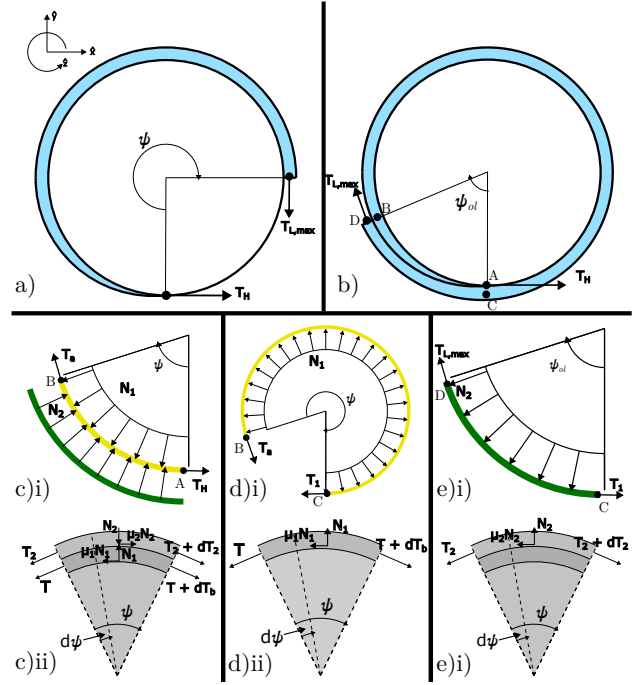 ŷ
x̂
ẑ
ψ
T_L,max
T_H
a)
T_L,max
B
D
ψ_ol
A
T_H
C
b)
T_a
B
N_1
ψ
N_2
A
T_H
c)i)
N_1
ψ
B
T_a
T_1
C
d)i)
T_L,max
D
N_2
ψ_ol
T_1
C
e)i)
N_2
μ_2N_2
μ_1N_1
N_1
T_2
T_2 + dT_2
T
T + dT_b
ψ
dψ
c)ii)
μ_1N_1
N_1
T
T + dT_b
ψ
dψ
d)ii)
N_2
μ_2N_2
T_2
T_2 + dT_2
ψ
dψ
e)i)